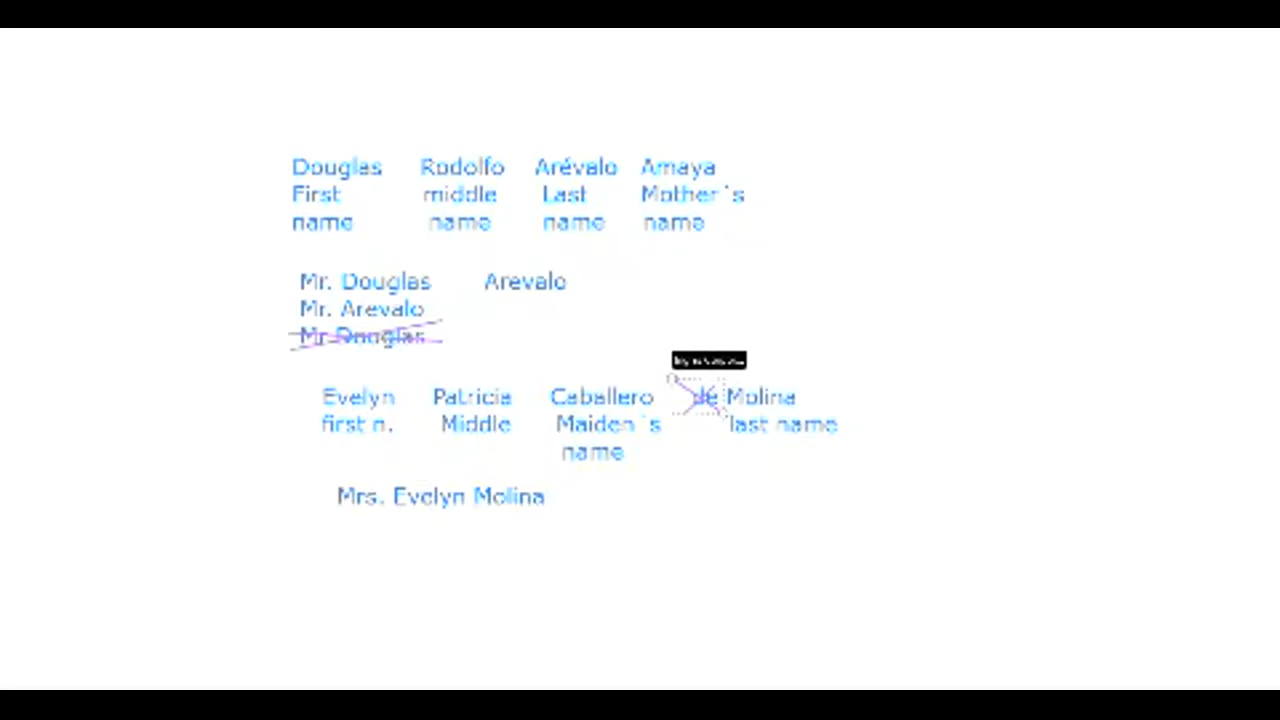 Douglas Rodolfo Arévalo Amaya
First middle Last Mother´s
name name name name
Mr. Douglas Arevalo
Mr. Arevalo
Mr Douglas
Evelyn Patricia Caballero de Molina
first n. Middle Maiden´s last name
name
Mrs. Evelyn Molina